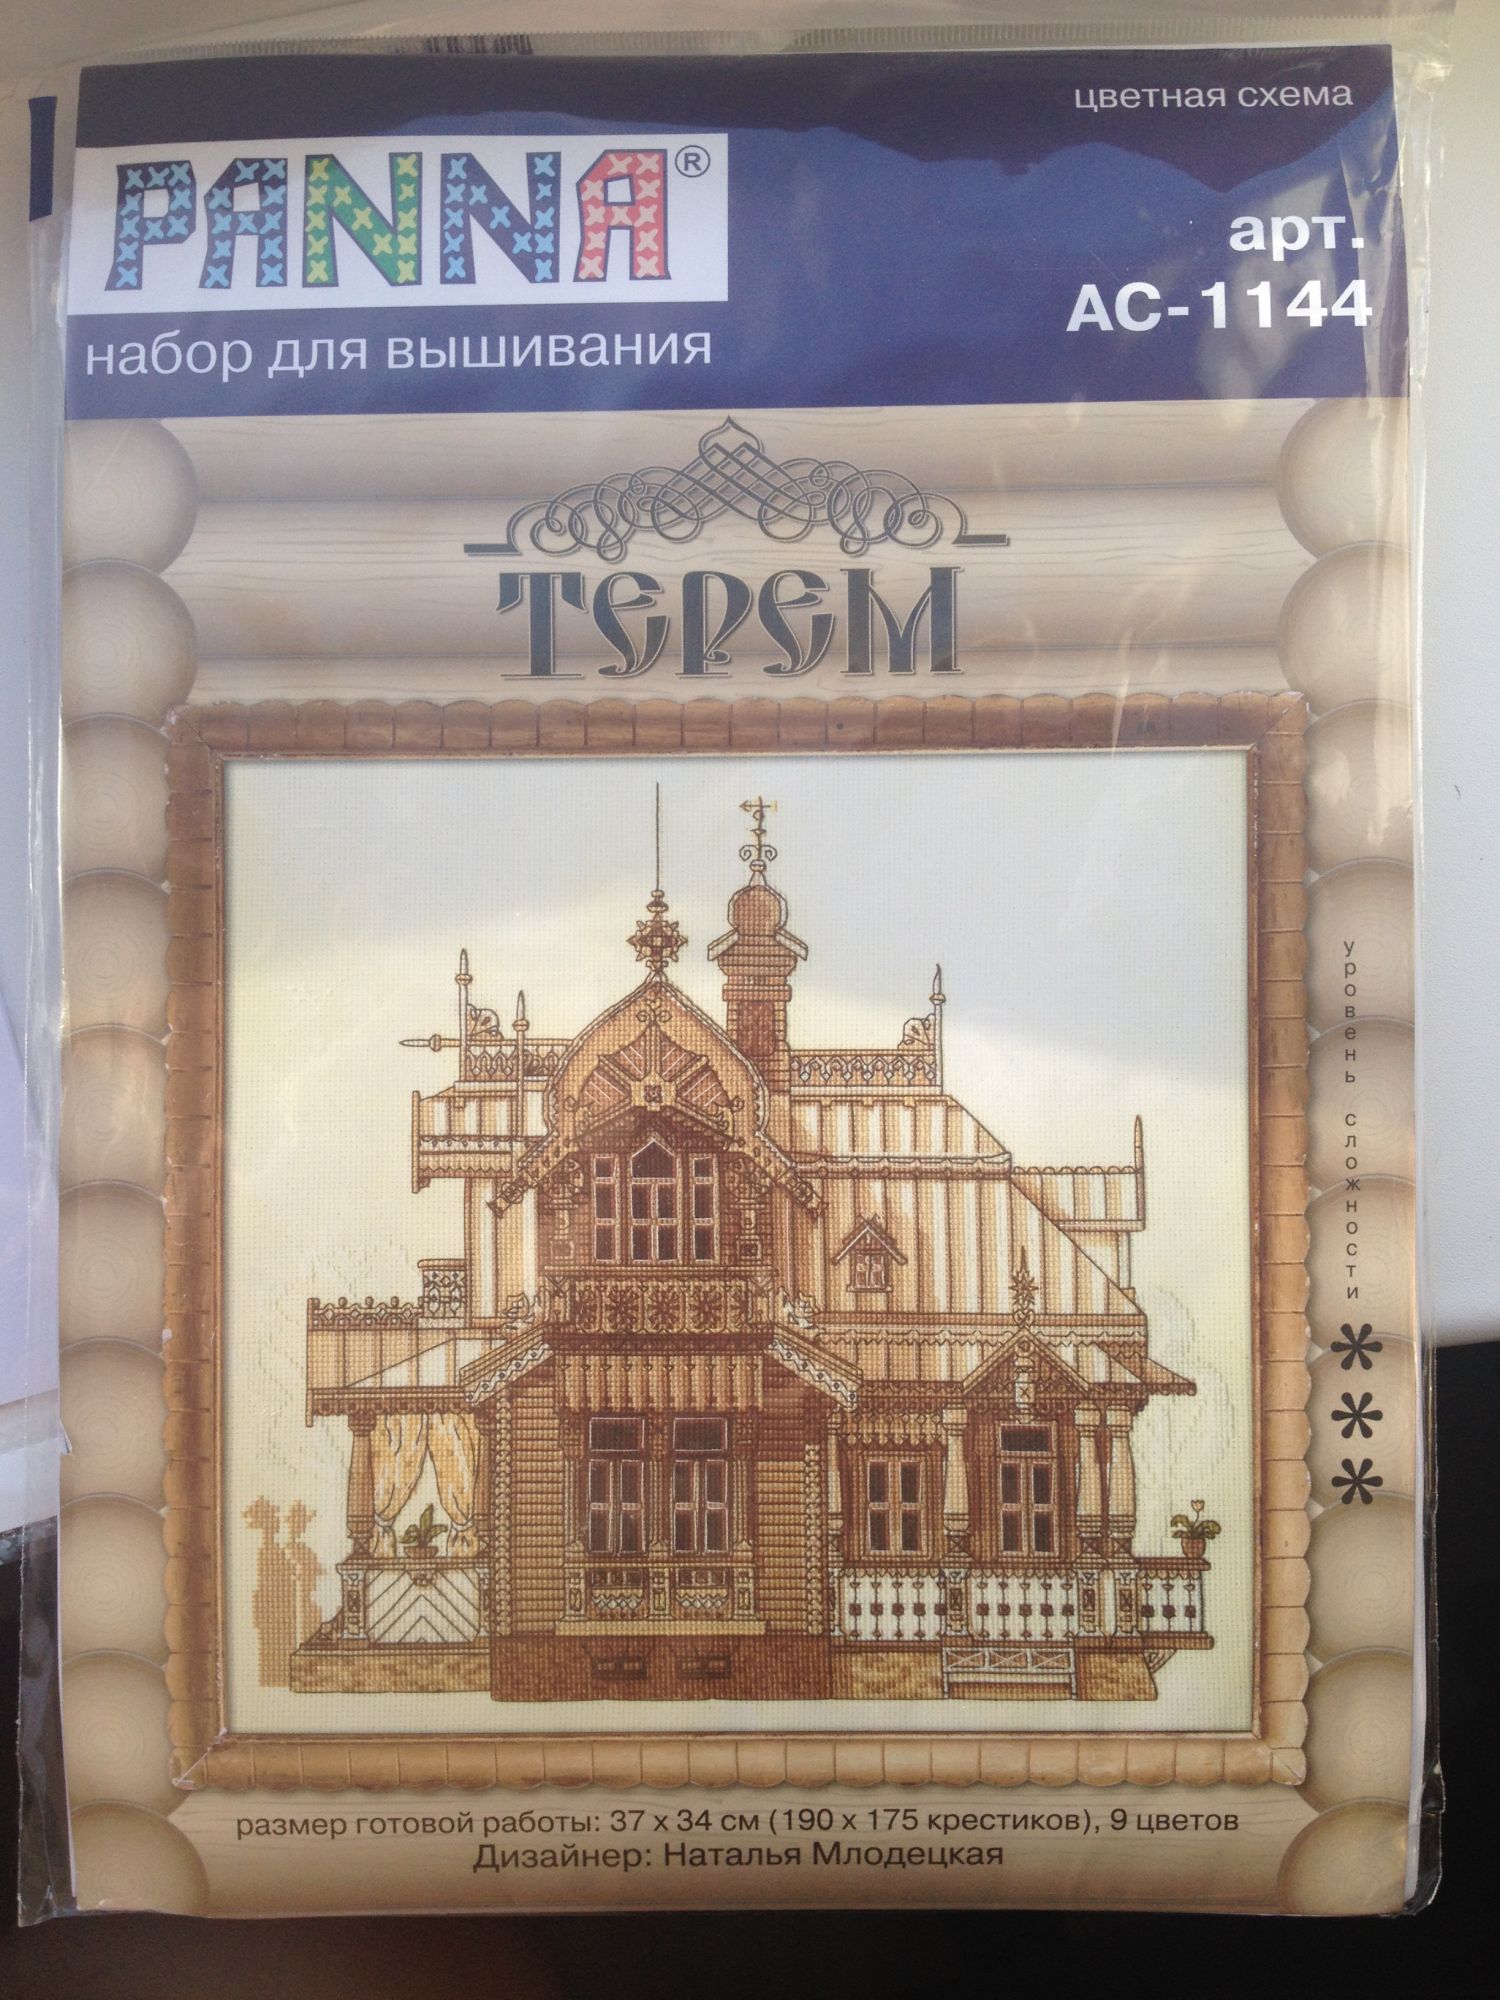 цветная схема
PANNA®
арт.
АС-1144
набор для вышивания
ТЕРЕМ
уровень сложности
***
размер готовой работы: 37 x 34 см (190 x 175 крестиков), 9 цветов
Дизайнер: Наталья Млодецкая